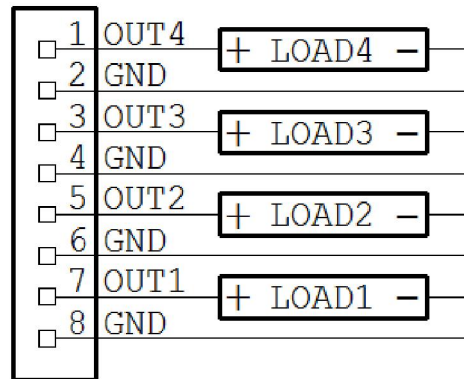 1 OUT4 + LOAD4 -
2 GND
3 OUT3 + LOAD3 -
4 GND
5 OUT2 + LOAD2 -
6 GND
7 OUT1 + LOAD1 -
8 GND